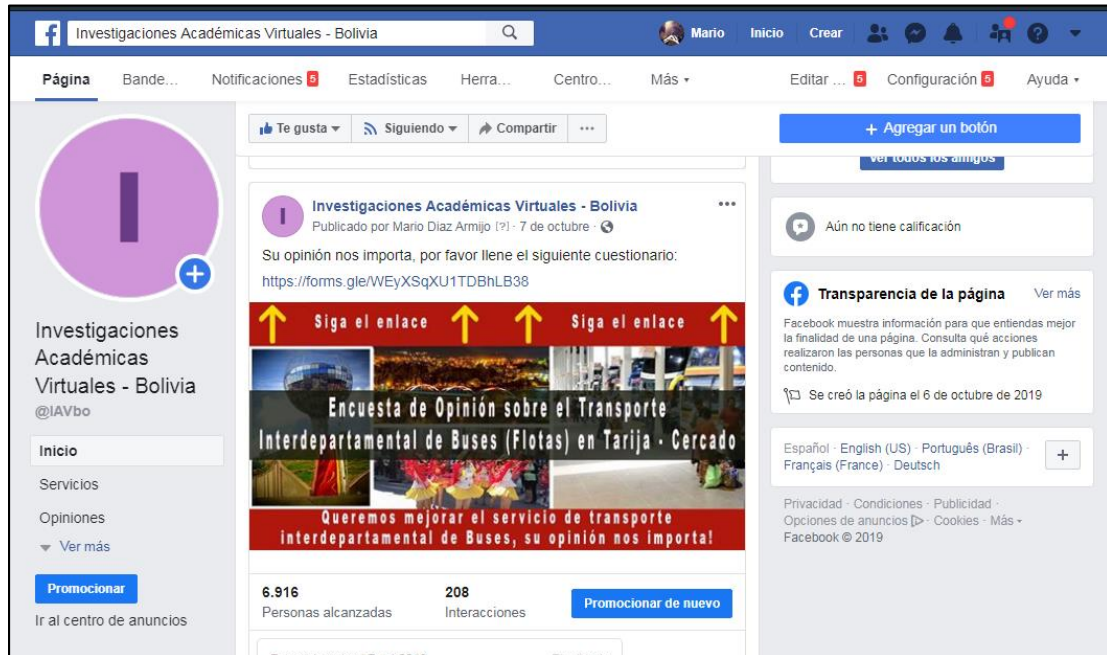 Investigaciones Académicas Virtuales - Bolivia
Mario Inicio Crear
Página Bande... Notificaciones 5 Estadísticas Herra... Centro... Más Editar ... 5 Configuración 5 Ayuda
Te gusta Siguiendo Compartir ...
+ Agregar un botón
Ver todos los amigos
I
Investigaciones
Académicas
Virtuales - Bolivia
@IAVbo
Inicio
Servicios
Opiniones
Ver más
Promocionar
Ir al centro de anuncios
I
Investigaciones Académicas Virtuales - Bolivia
Publicado por Mario Diaz Armijo [?] · 7 de octubre ·
Su opinión nos importa, por favor llene el siguiente cuestionario:
https://forms.gle/WEyXSqXU1TDBhLB38
Siga el enlace Siga el enlace
Encuesta de Opinión sobre el Transporte
Interdepartamental de Buses (Flotas) en Tarija - Cercado
Queremos mejorar el servicio de transporte
interdepartamental de Buses, su opinión nos importa!
6.916 208
Personas alcanzadas Interacciones
Promocionar de nuevo
Aún no tiene calificación
Transparencia de la página Ver más
Facebook muestra información para que entiendas mejor
la finalidad de una página. Consulta qué acciones
realizaron las personas que la administran y publican
contenido.
Se creó la página el 6 de octubre de 2019
Español · English (US) · Português (Brasil) ·
Français (France) · Deutsch
+
Privacidad · Condiciones · Publicidad ·
Opciones de anuncios · Cookies · Más
Facebook © 2019